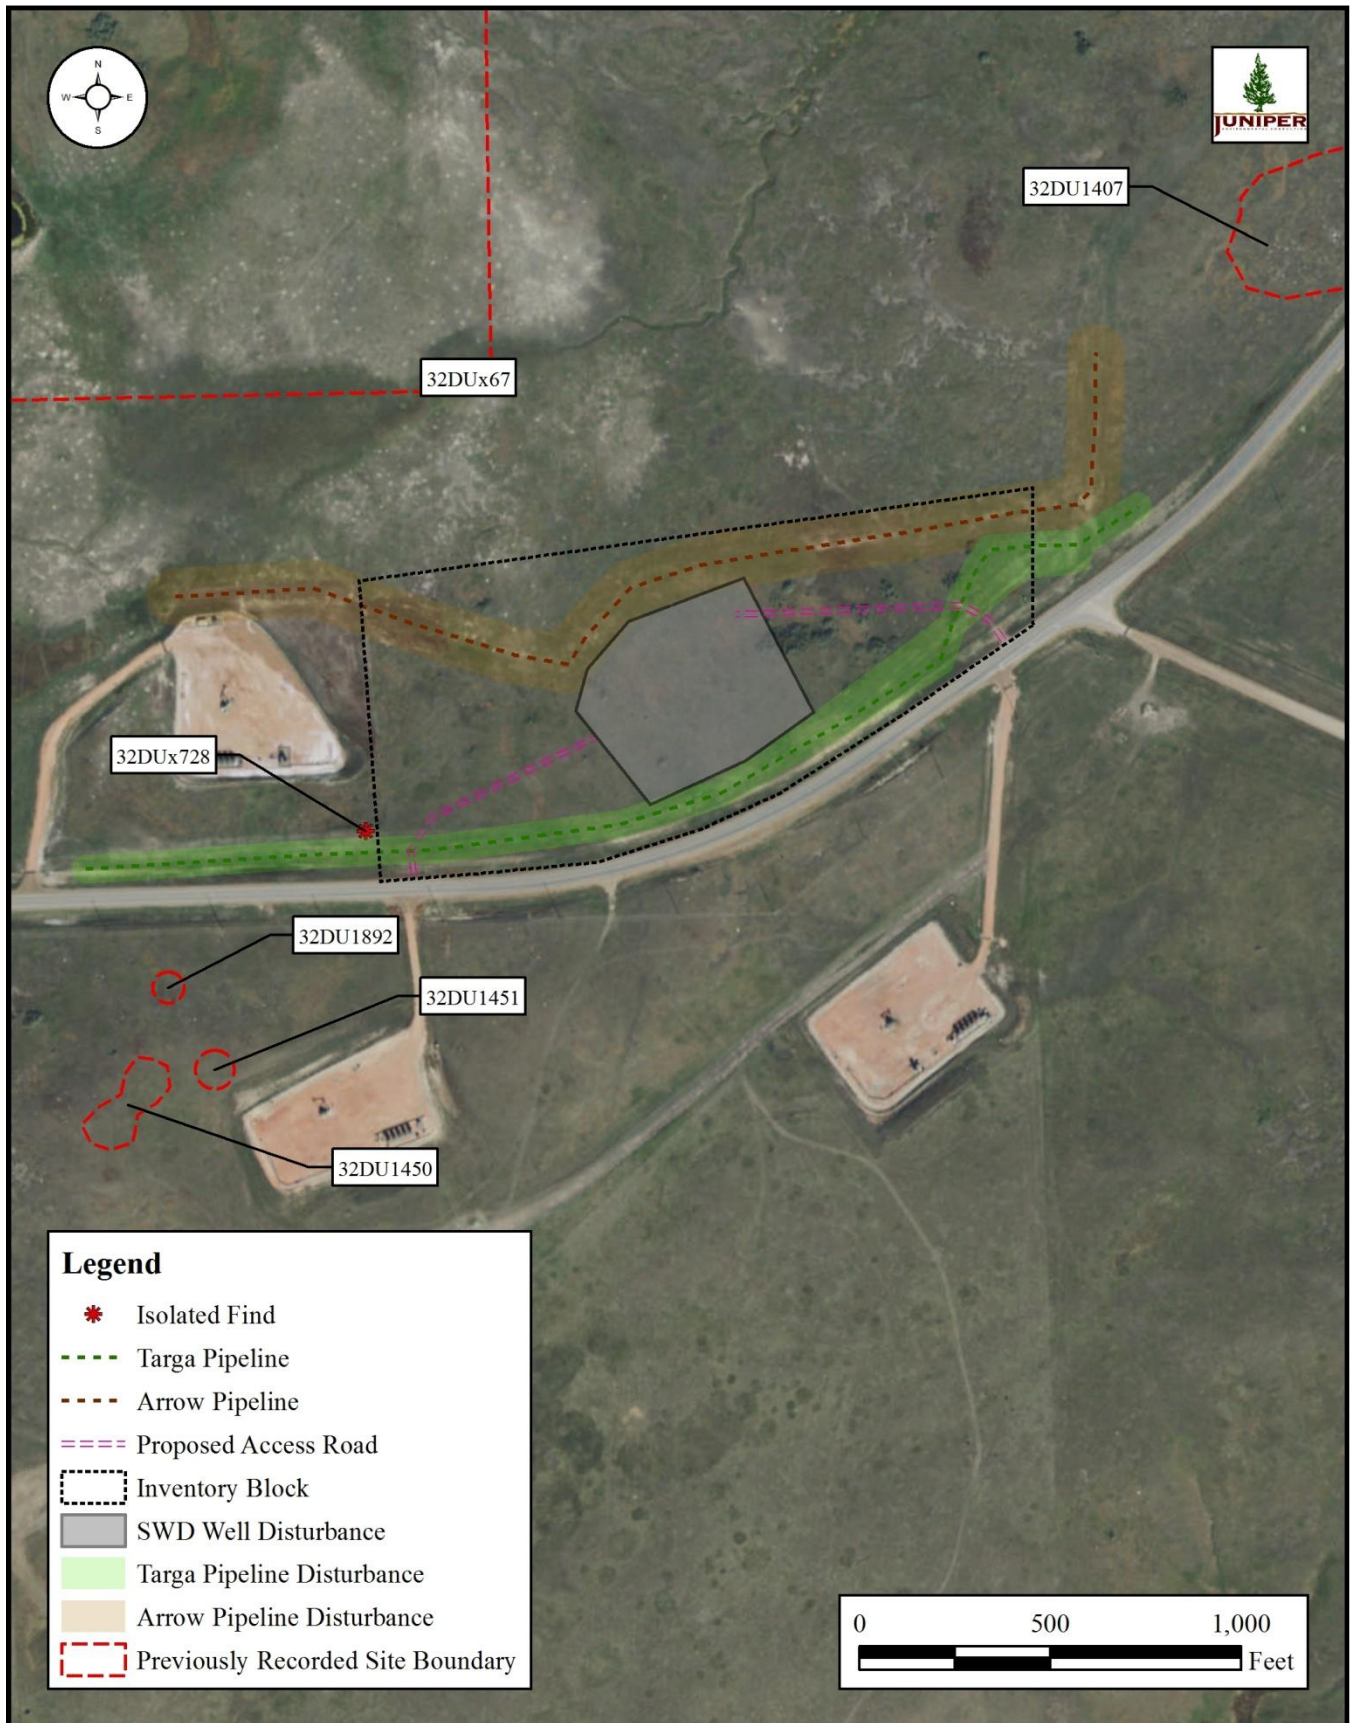 N
W E
S
JUNIPER
32DU1407
32DUx67
32DUx728
32DU1892
32DU1451
32DU1450
Legend
Isolated Find
Targa Pipeline
Arrow Pipeline
Proposed Access Road
Inventory Block
SWD Well Disturbance
Targa Pipeline Disturbance
Arrow Pipeline Disturbance
Previously Recorded Site Boundary
0 500 1,000
Feet